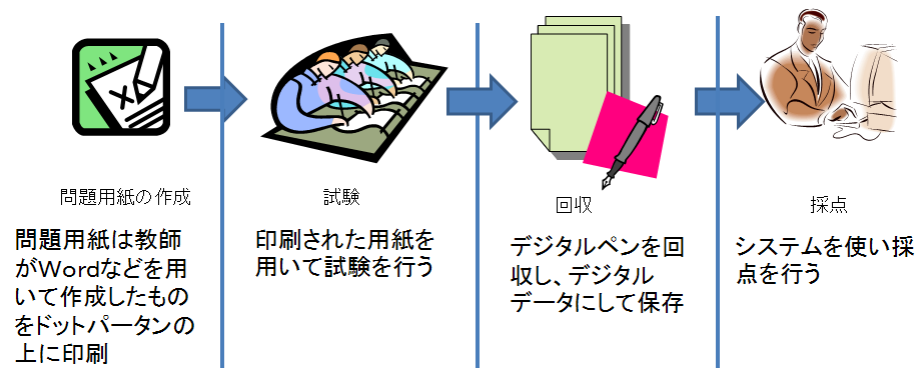 問題用紙の作成
問題用紙は教師
がWordなどを用
いて作成したもの
をドットパータンの
上に印刷
試験
印刷された用紙を
用いて試験を行う
回収
デジタルペンを回
収し、デジタル
データにして保存
採点
システムを使い採
点を行う